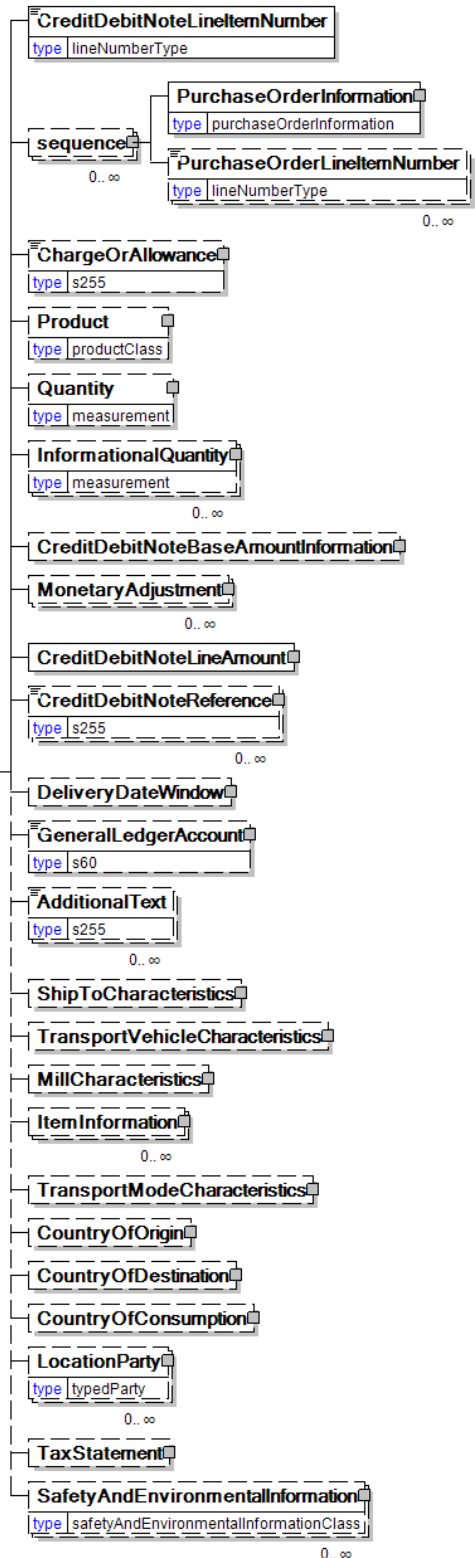 CreditDebitNoteLineItemNumber
type lineNumberType
PurchaseOrderInformation
type purchaseOrderInformation
sequence
0.. ∞
PurchaseOrderLineItemNumber
type lineNumberType
0.. ∞
ChargeOrAllowance
type s255
Product
type productClass
Quantity
type measurement
InformationalQuantity
type measurement
0.. ∞
CreditDebitNoteBaseAmountInformation
MonetaryAdjustment
0.. ∞
CreditDebitNoteLineAmount
CreditDebitNoteReference
type s255
0.. ∞
DeliveryDateWindow
GeneralLedgerAccount
type s60
AdditionalText
type s255
0.. ∞
ShipToCharacteristics
TransportVehicleCharacteristics
MillCharacteristics
ItemInformation
0.. ∞
TransportModeCharacteristics
CountryOfOrigin
CountryOfDestination
CountryOfConsumption
LocationParty
type typedParty
0.. ∞
TaxStatement
SafetyAndEnvironmentalInformation
type safetyAndEnvironmentalInformationClass
0.. ∞